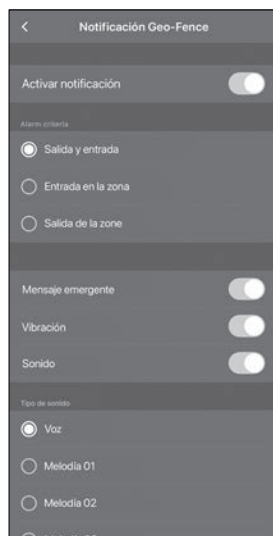 Notificación Geo-Fence
Activar notificación
Alarm criteria
Salida y entrada
Entrada en la zona
Salida de la zone
Mensaje emergente
Vibración
Sonido
Tipo de sonido
Voz
Melodía 01
Melodía 02